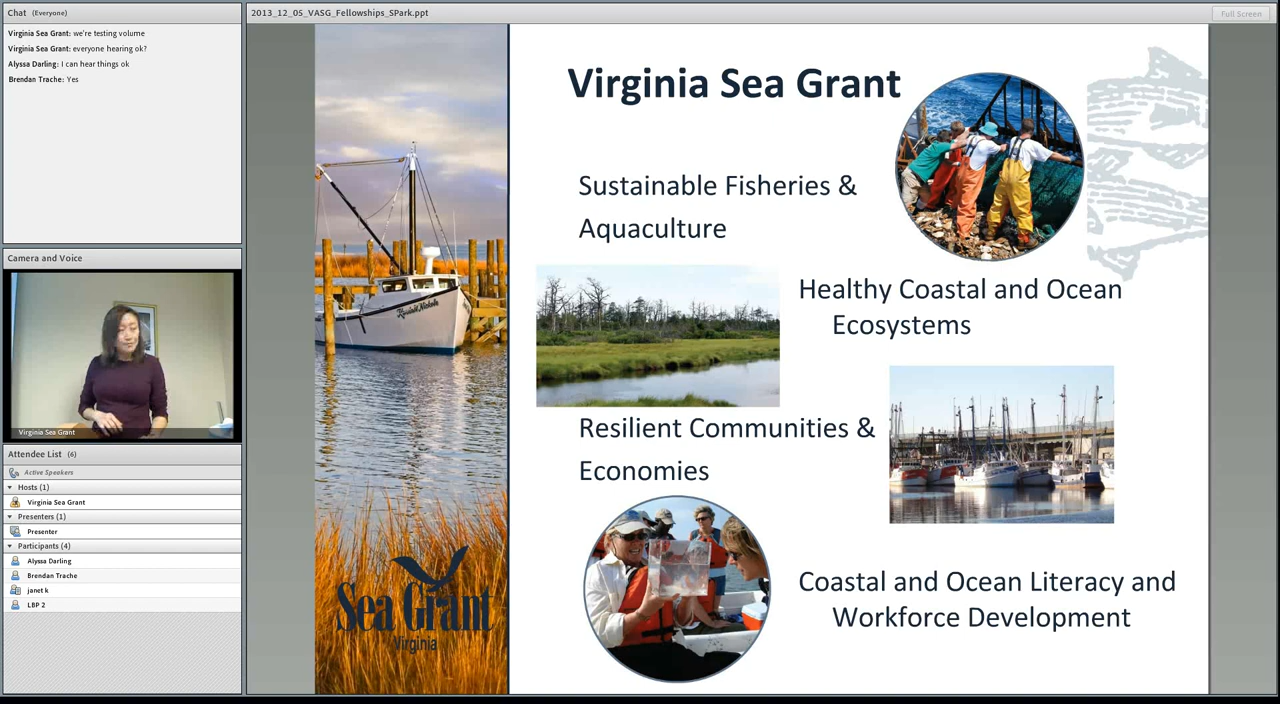 Chat (Everyone)
Virginia Sea Grant: we're testing volume
Virginia Sea Grant: everyone hearing ok?
Alyssa Darling: I can hear things ok
Brendan Trache: Yes
Camera and Voice
Virginia Sea Grant
Attendee List (6)
Active Speakers
Hosts (1)
Virginia Sea Grant
Presenters (1)
Presenter
Participants (4)
Alyssa Darling
Brendan Trache
janet k
LBP 2
2013_12_05_VASG_Fellowships_SPark.ppt
Full Screen
Virginia Sea Grant
Sustainable Fisheries &
Aquaculture
Healthy Coastal and Ocean
Ecosystems
Resilient Communities &
Economies
Coastal and Ocean Literacy and
Workforce Development
Sea Grant
Virginia